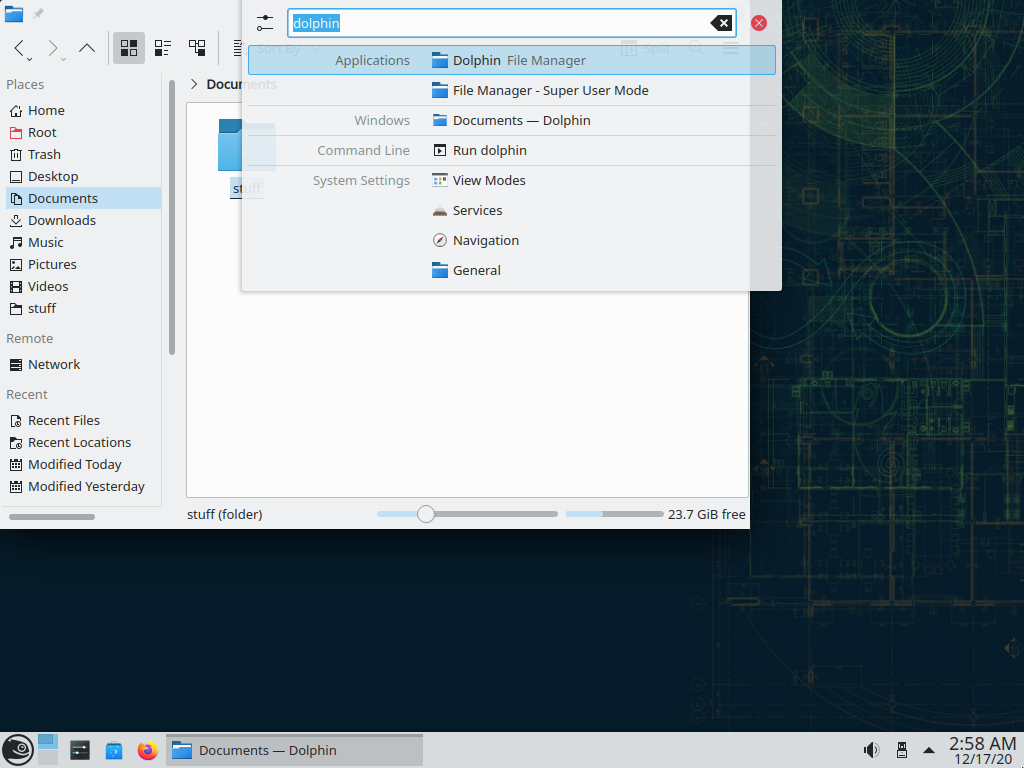 dolphin
Sort By
Split
Applications
Dolphin File Manager
File Manager - Super User Mode
Windows
Documents — Dolphin
Command Line
Run dolphin
System Settings
View Modes
Services
Navigation
General
Places
Home
Root
Trash
Desktop
Documents
Downloads
Music
Pictures
Videos
stuff
Remote
Network
Recent
Recent Files
Recent Locations
Modified Today
Modified Yesterday
Documents
stuff
stuff (folder)
23.7 GiB free
Documents — Dolphin
2:58 AM
12/17/20